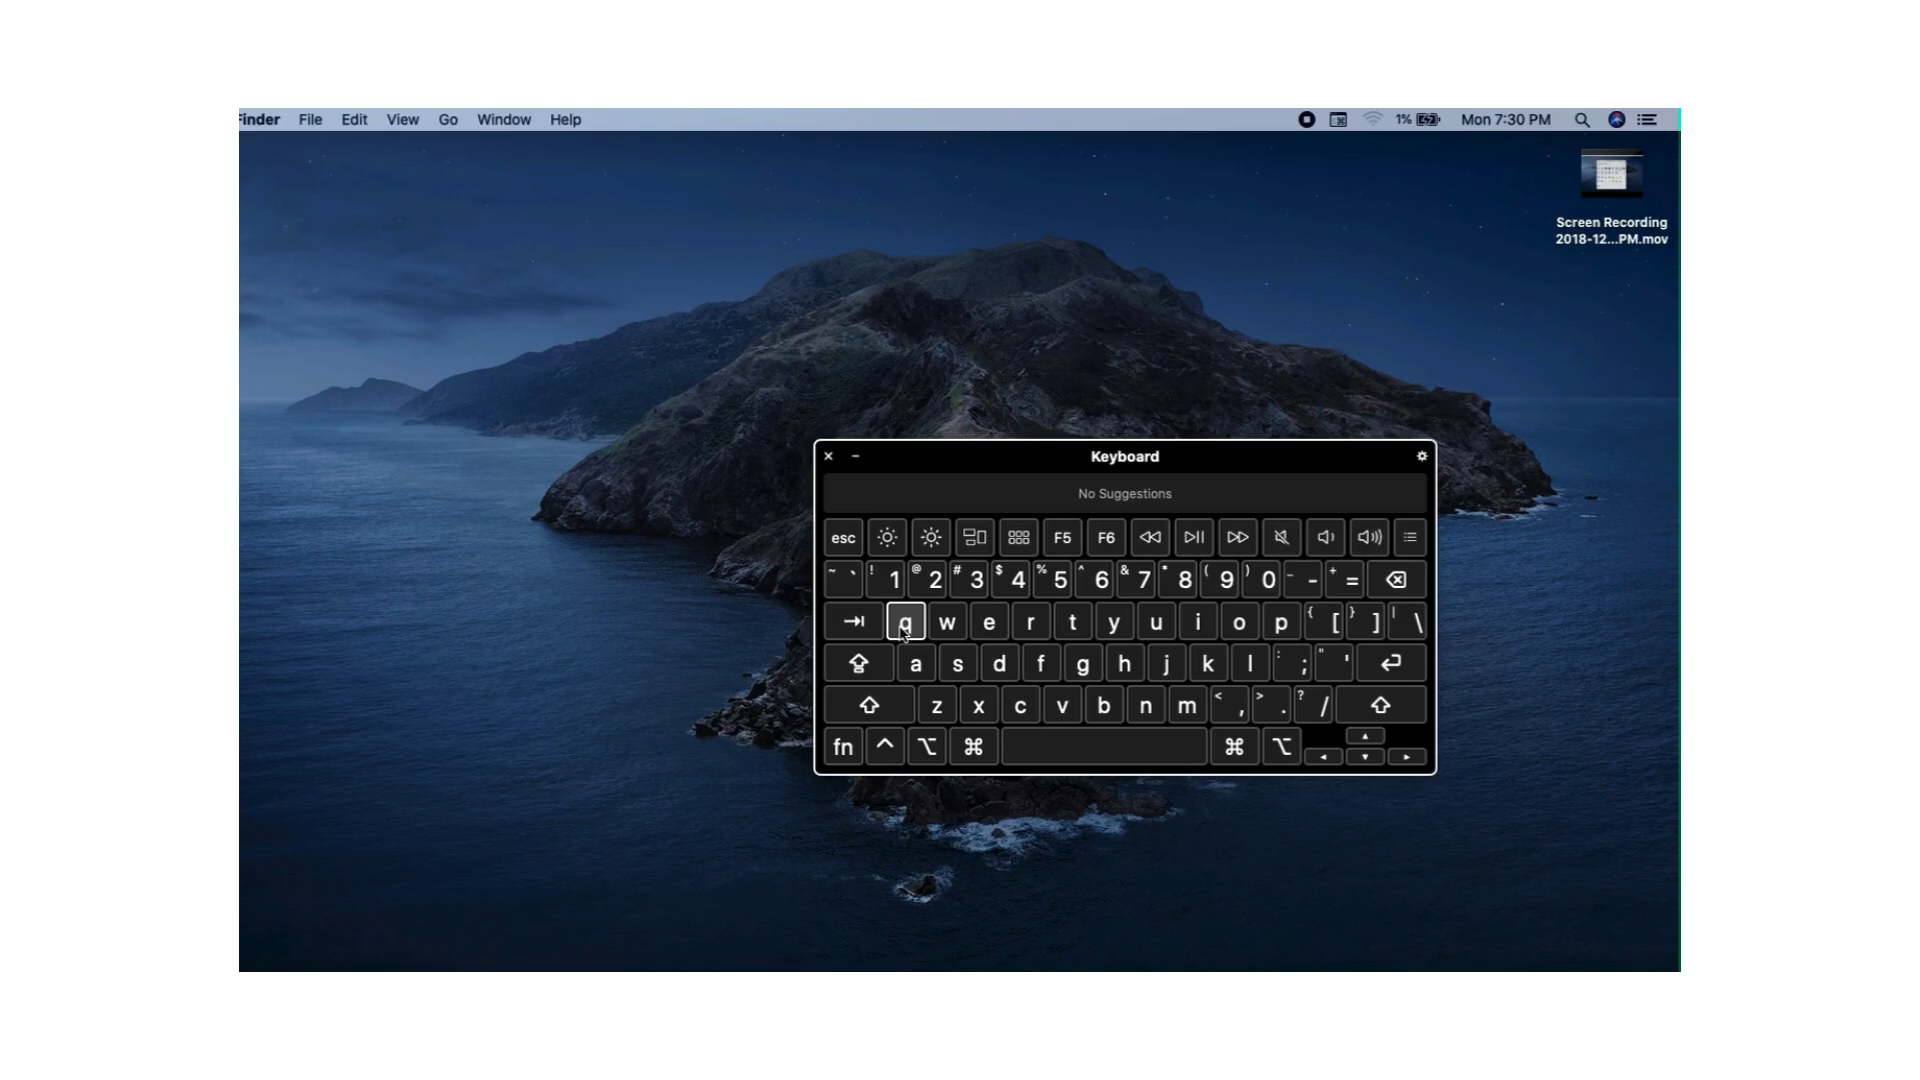 Finder File Edit View Go Window Help 1% Mon 7:30 PM
Screen Recording
2018-12...PM.mov
Keyboard
No Suggestions
esc F5 F6
~ ` ! 1 @ 2 # 3 $ 4 % 5 ^ 6 & 7 * 8 ( 9 ) 0 _ - + =
q w e r t y u i o p { [ } ] | \
a s d f g h j k l : ; " '
z x c v b n m < , > . ? /
fn ^ ⌥ ⌘ ⌘ ⌥